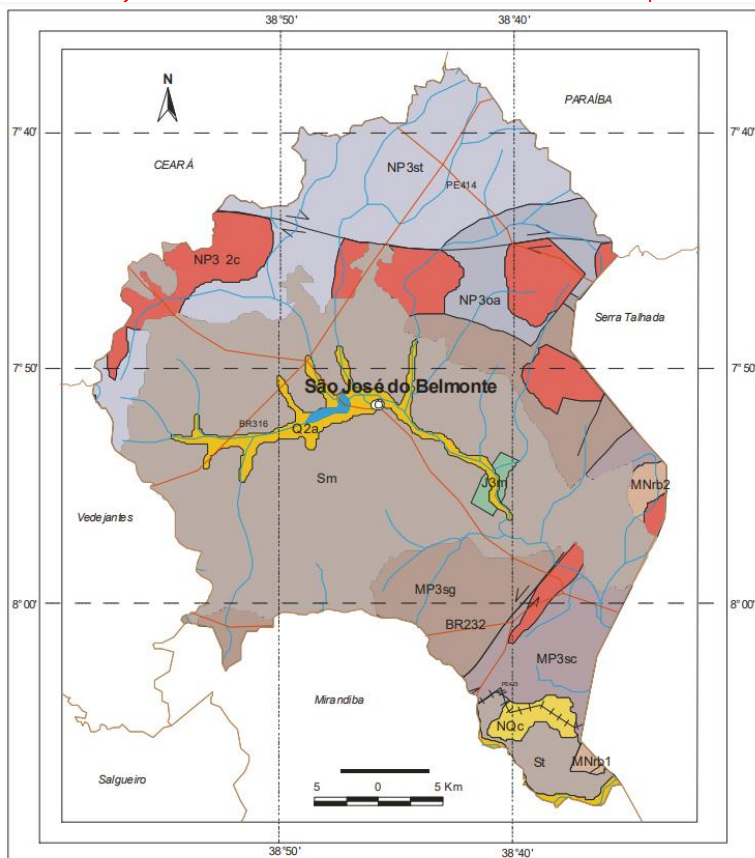 38°50'
38°40'
N
PARAÍBA
7°40'
7°40'
CEARÁ
NP3st
PE414
NP3 2c
NP3oa
Serra Talhada
7°50'
7°50'
São José do Belmonte
BR316
Q2a
Sm
J3m
MNrb2
Vedejantes
MP3sg
8°00'
8°00'
BR232
MP3sc
Mirandiba
NQc
St
MNrb1
Salgueiro
5 0 5 Km
38°50'
38°40'